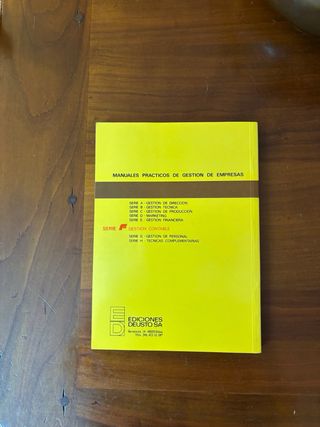 MANUALES PRACTICOS DE GESTION DE EMPRESAS
SERIE A - GESTION DE DIRECCION
SERIE B - GESTION TECNICA
SERIE C - GESTION DE PRODUCCION
SERIE D - MARKETING
SERIE E - GESTION FINANCIERA
SERIE F GESTION CONTABLE
SERIE G - GESTION DE PERSONAL
SERIE H - TECNICAS COMPLEMENTARIAS
ED
EDICIONES
DEUSTO SA